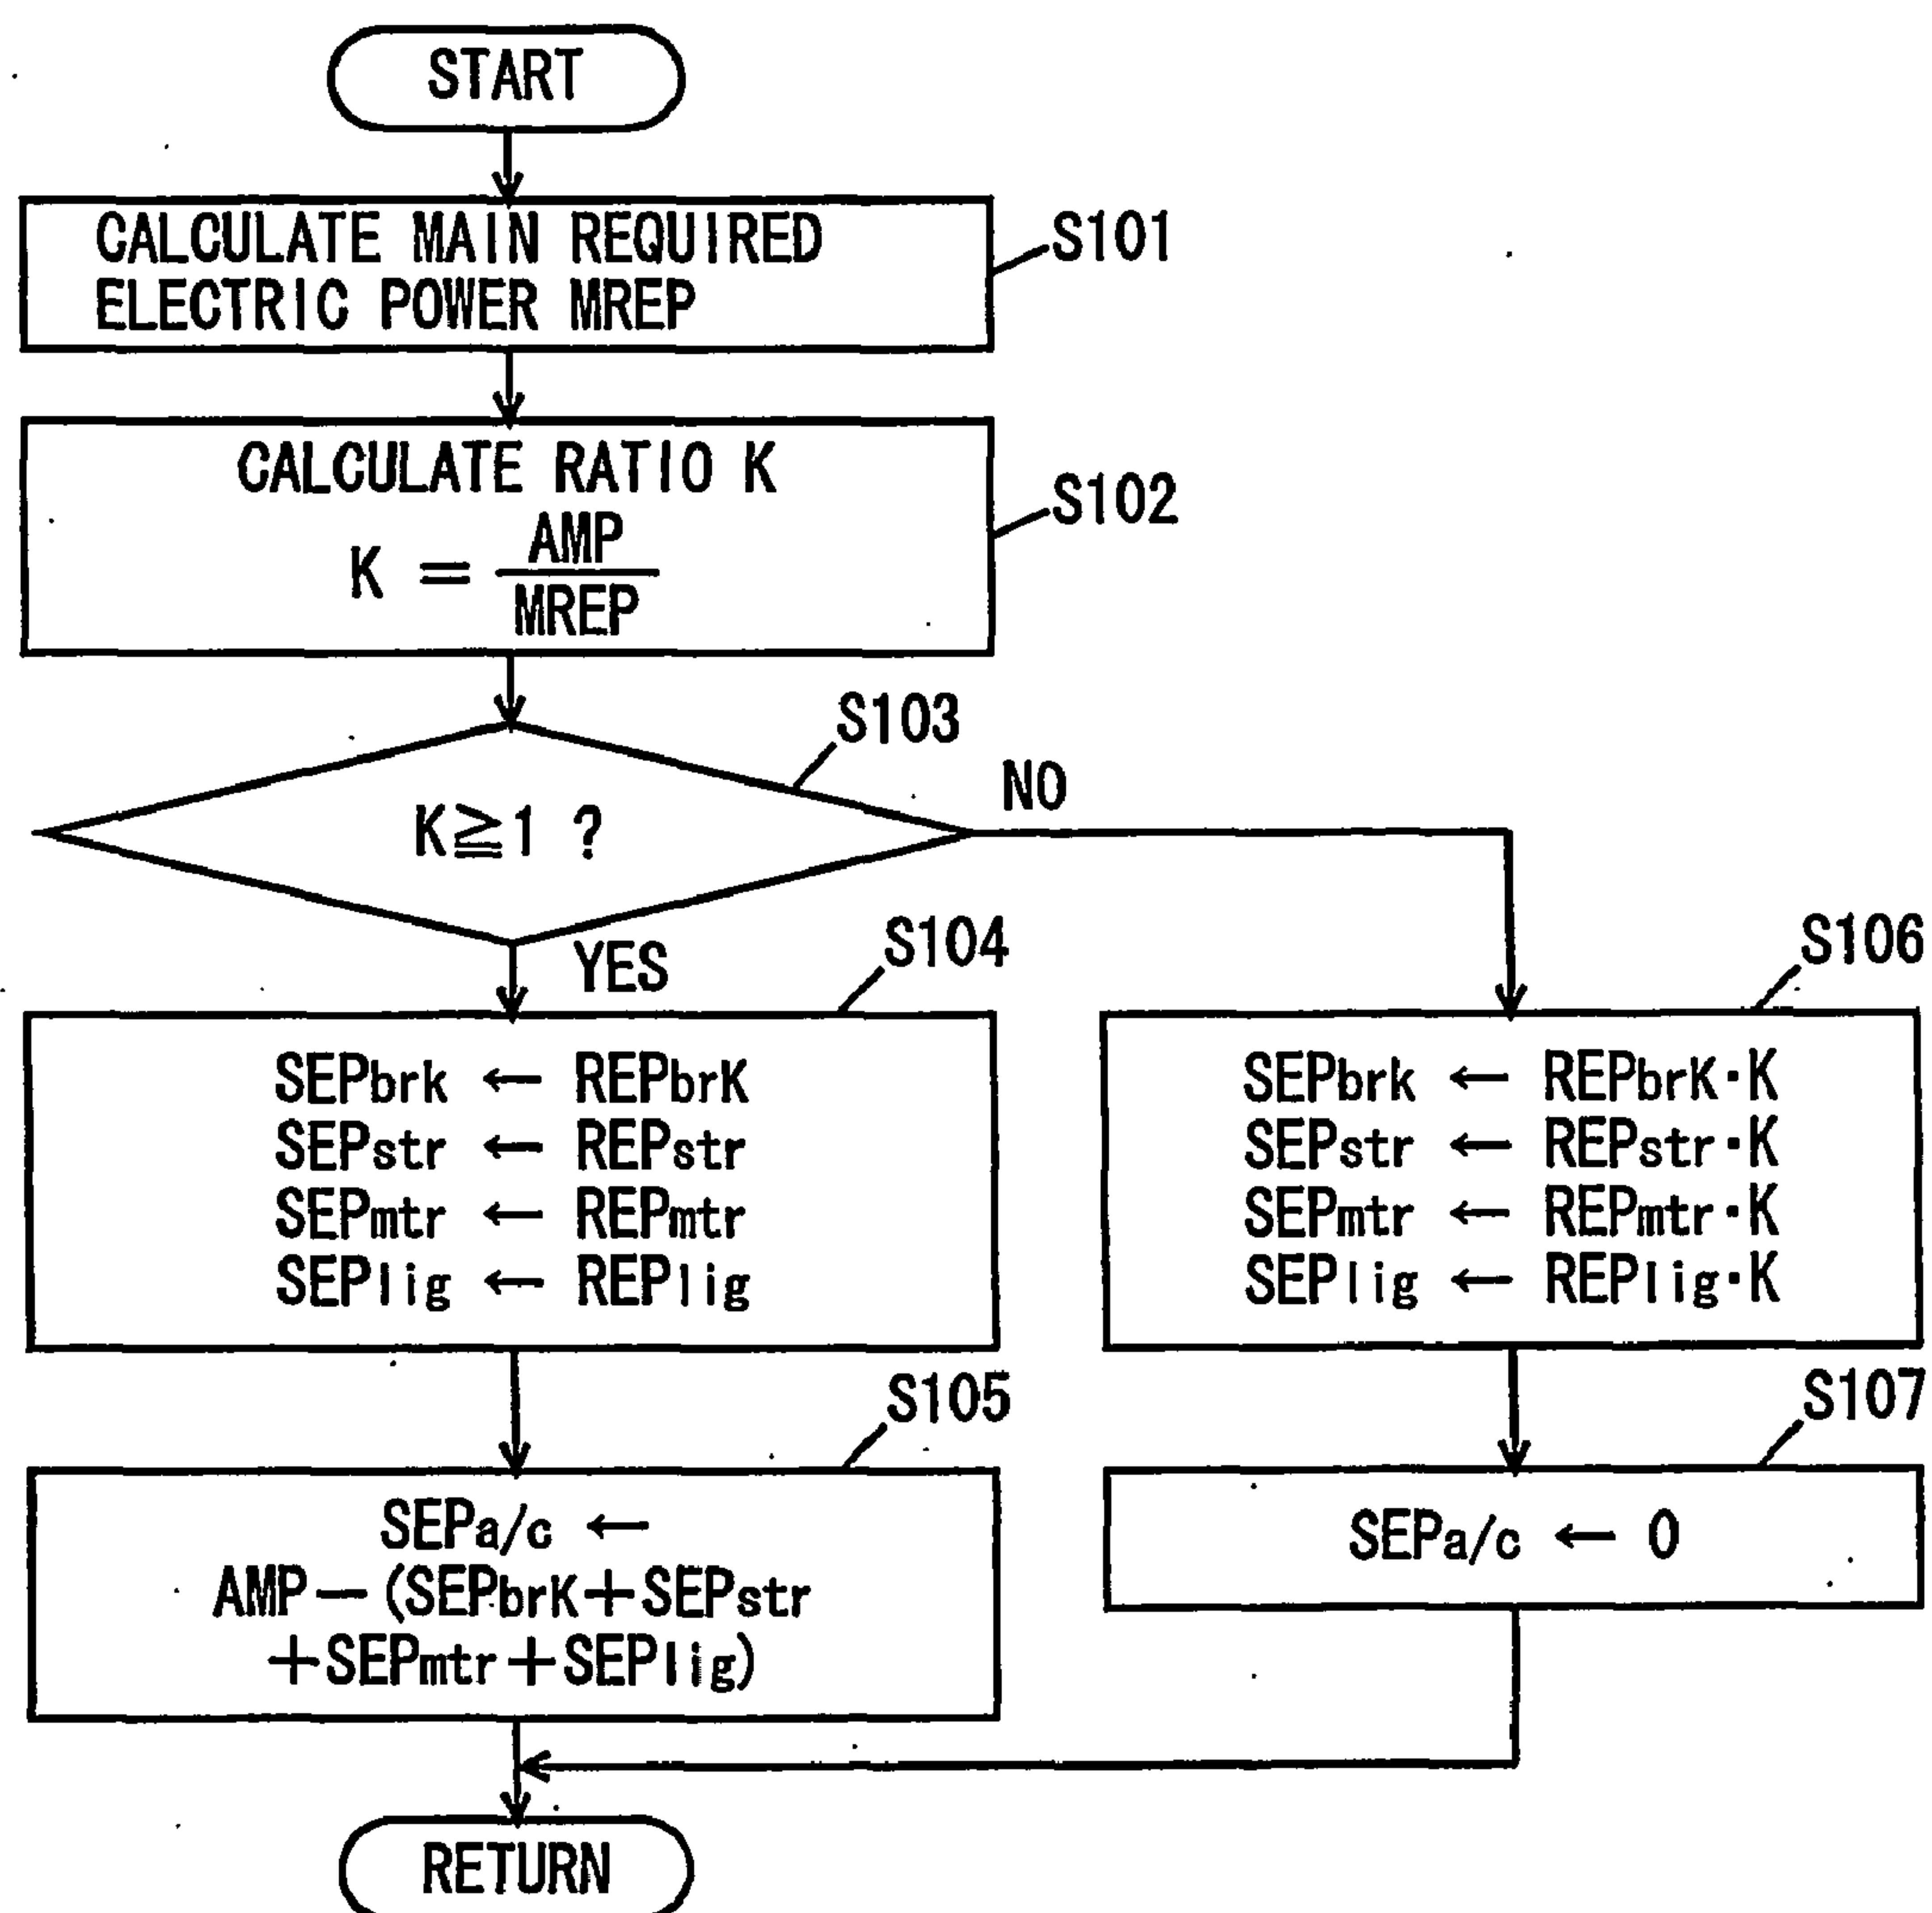 START
CALCULATE MAIN REQUIRED
ELECTRIC POWER MREP
S101
CALCULATE RATIO K
K = AMP / MREP
S102
S103
K≧1 ?
NO
YES
S104
SEPbrk ← REPbrK
SEPstr ← REPstr
SEPmtr ← REPmtr
SEPlig ← REPlig
S106
SEPbrk ← REPbrK·K
SEPstr ← REPstr·K
SEPmtr ← REPmtr·K
SEPlig ← REPlig·K
S105
SEPa/c ←
AMP－(SEPbrK＋SEPstr
＋SEPmtr＋SEPlig)
S107
SEPa/c ← 0
RETURN